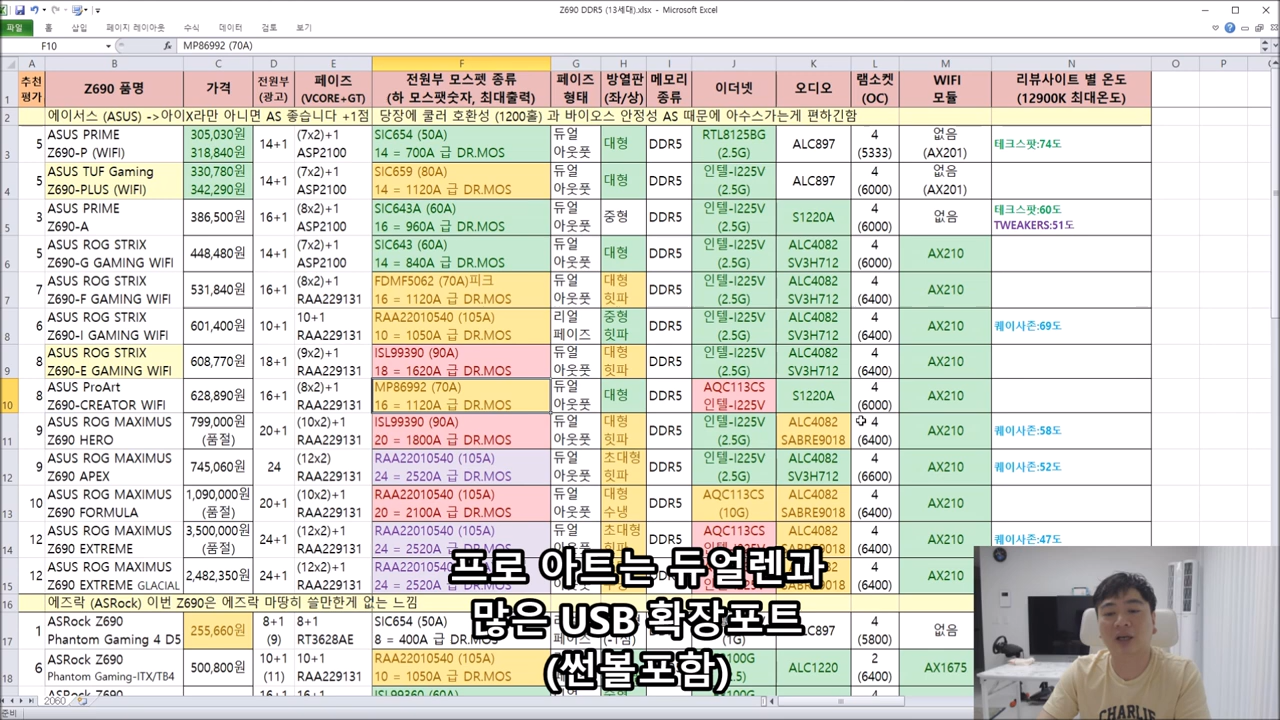 Z690 DDR5 (13세대).xlsx - Microsoft Excel
파일 홈 삽입 페이지 레이아웃 수식 데이터 검토 보기
F10 fx MP86992 (70A)
A B C D E F G H I J K L M N O P Q R
1 추천 평가 Z690 품명 가격 전원부 (광고) 페이즈 (VCORE+GT) 전원부 모스펫 종류 (하 모스팻숫자, 최대출력) 페이즈 형태 방열판 (좌/상) 메모리 종류 이더넷 오디오 램소켓 (OC) WIFI 모듈 리뷰사이트 별 온도 (12900K 최대온도)
2 에이서스 (ASUS) ->아이X라만 아니면 AS 좋습니다 +1점 당장에 쿨러 호환성 (1200홀) 과 바이오스 안정성 AS 때문에 아수스가는게 편하긴함
3 5 ASUS PRIME Z690-P (WIFI) 305,030원 318,840원 14+1 (7x2)+1 ASP2100 SIC654 (50A) 14 = 700A 급 DR.MOS 듀얼 아웃풋 대형 DDR5 RTL8125BG (2.5G) ALC897 4 (5333) 없음 (AX201) 테크스팟:74도
4 5 ASUS TUF Gaming Z690-PLUS (WIFI) 330,780원 342,290원 14+1 (7x2)+1 ASP2100 SIC659 (80A) 14 = 1120A 급 DR.MOS 듀얼 아웃풋 대형 DDR5 인텔-I225V (2.5G) ALC897 4 (6000) 없음 (AX201)
5 3 ASUS PRIME Z690-A 386,500원 16+1 (8x2)+1 ASP2100 SIC643A (60A) 16 = 960A 급 DR.MOS 듀얼 아웃풋 중형 DDR5 인텔-I225V (2.5G) S1220A 4 (6000) 없음 테크스팟:60도 TWEAKERS:51도
6 5 ASUS ROG STRIX Z690-G GAMING WIFI 448,480원 14+1 (7x2)+1 ASP2100 SIC643 (60A) 14 = 840A 급 DR.MOS 듀얼 아웃풋 대형 DDR5 인텔-I225V (2.5G) ALC4082 SV3H712 4 (6000) AX210
7 5 ASUS ROG STRIX Z690-F GAMING WIFI 531,840원 16+1 (8x2)+1 RAA229131 FDMF5062 (70A)피크 16 = 1120A 급 DR.MOS 듀얼 아웃풋 대형 힛파 DDR5 인텔-I225V (2.5G) ALC4082 SV3H712 4 (6400) AX210
8 6 ASUS ROG STRIX Z690-I GAMING WIFI 601,400원 10+1 10+1 RAA229131 RAA22010540 (105A) 10 = 1050A 급 DR.MOS 리얼 페이즈 중형 힛파 DDR5 인텔-I225V (2.5G) ALC4082 SV3H712 4 (6400) AX210 퀘이사존:69도
9 8 ASUS ROG STRIX Z690-E GAMING WIFI 608,770원 18+1 (9x2)+1 RAA229131 ISL99390 (90A) 18 = 1620A 급 DR.MOS 듀얼 아웃풋 대형 힛파 DDR5 인텔-I225V (2.5G) ALC4082 SV3H712 4 (6400) AX210
10 8 ASUS ProArt Z690-CREATOR WIFI 628,890원 16+1 (8x2)+1 RAA229131 MP86992 (70A) 16 = 1120A 급 DR.MOS 듀얼 아웃풋 대형 DDR5 AQC113CS 인텔-I225V S1220A 4 (6000) AX210
11 9 ASUS ROG MAXIMUS Z690 HERO 799,000원 (품절) 20+1 (10x2)+1 RAA229131 ISL99390 (90A) 20 = 1800A 급 DR.MOS 듀얼 아웃풋 대형 힛파 DDR5 인텔-I225V (2.5G) ALC4082 SABRE9018 4 (6400) AX210 퀘이사존:58도
12 9 ASUS ROG MAXIMUS Z690 APEX 745,060원 24 (12x2) RAA229131 RAA22010540 (105A) 24 = 2520A 급 DR.MOS 듀얼 아웃풋 초대형 힛파 DDR5 인텔-I225V (2.5G) ALC4082 SV3H712 4 (6600) AX210 퀘이사존:52도
13 10 ASUS ROG MAXIMUS Z690 FORMULA 1,090,000원 (품절) 20+1 (10x2)+1 RAA229131 RAA22010540 (105A) 20 = 2100A 급 DR.MOS 듀얼 아웃풋 대형 수냉 DDR5 AQC113CS (10G) ALC4082 SABRE9018 4 (6400) AX210
14 12 ASUS ROG MAXIMUS Z690 EXTREME 3,500,000원 (품절) 24+1 (12x2)+1 RAA229131 RAA22010540 (105A) 24 = 2520A 급 DR.MOS 듀얼 아웃풋 초대형 DDR5 AQC113CS ALC4082 SABRE9018 4 (6400) AX210 퀘이사존:47도
15 12 ASUS ROG MAXIMUS Z690 EXTREME GLACIAL 2,482,350원 24+1 (12x2)+1 RAA229131 RAA22010540 24 = 2520A ALC4082 SABRE9018 4 (6400) AX210
16 에즈락 (ASRock) 이번 Z690은 에즈락 마땅히 쓸만한게 없는 느낌
17 1 ASRock Z690 Phantom Gaming 4 D5 255,660원 8+1 (9) 8+1 RT3628AE SIC654 (50A) 8 = 400A 급 ALC897 4 (5800) 없음
18 6 ASRock Z690 Phantom Gaming-ITX/TB4 500,800원 10+1 (11) 10+1 RAA229131 RAA22010540 (105A) 10 = 1050A ALC1220 2 (6400) AX1675
프로 아트는 듀얼렌과
많은 USB 확장포트
(썬볼포함)
CHARLIE
2060
준비